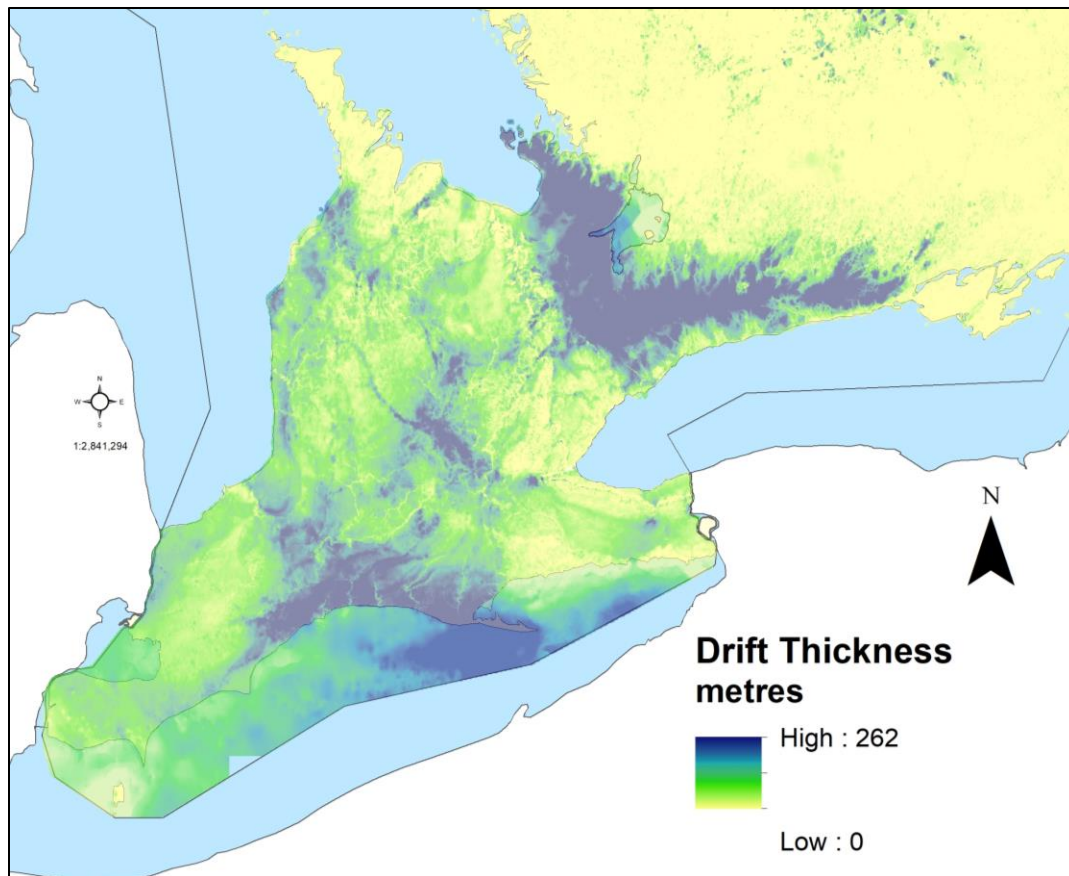 N
W E
S
1:2,841,294
N
Drift Thickness
metres
High : 262
Low : 0